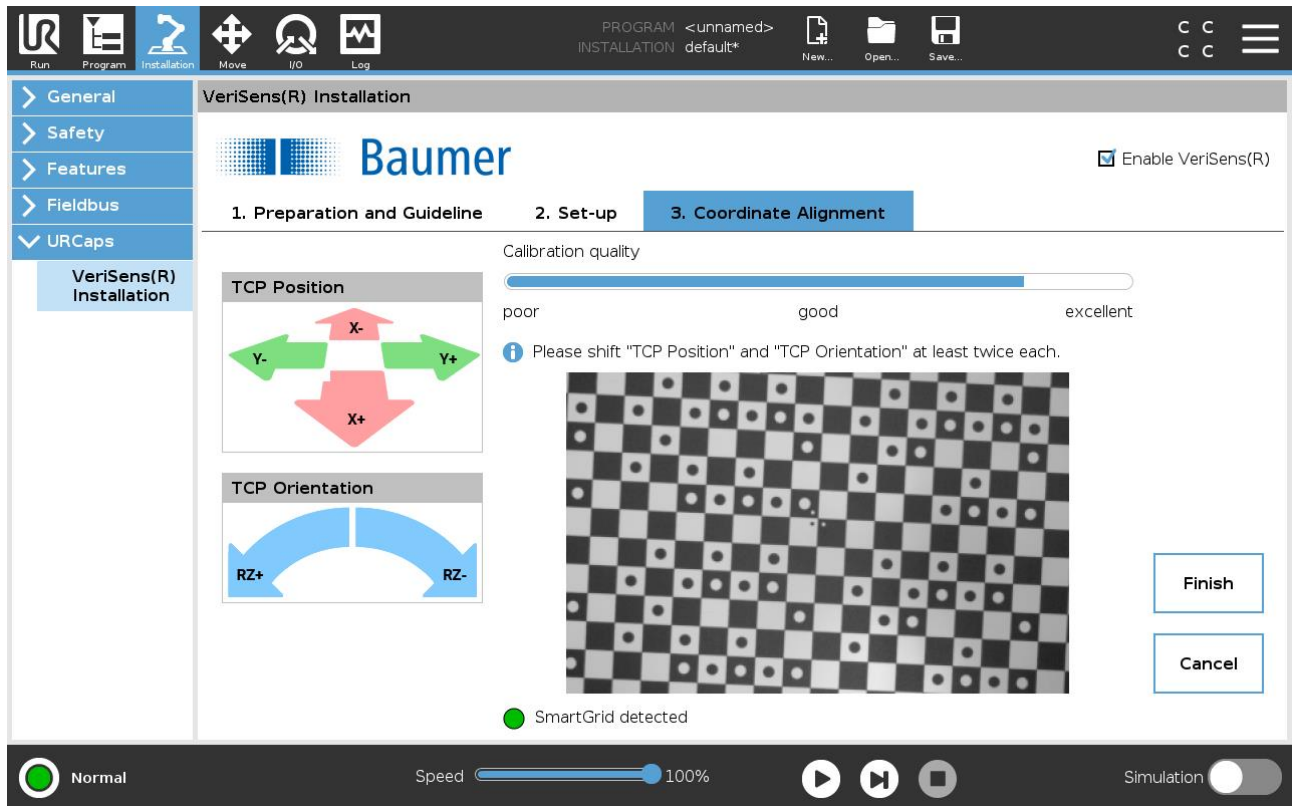 UR
Run
Program
Installation
Move
I/O
Log
PROGRAM <unnamed>
INSTALLATION default*
New...
Open...
Save...
C C
C C
General
Safety
Features
Fieldbus
URCaps
VeriSens(R)
Installation
VeriSens(R) Installation
Baumer
Enable VeriSens(R)
1. Preparation and Guideline
2. Set-up
3. Coordinate Alignment
Calibration quality
poor
good
excellent
Please shift "TCP Position" and "TCP Orientation" at least twice each.
TCP Position
X-
Y-
Y+
X+
TCP Orientation
RZ+
RZ-
SmartGrid detected
Finish
Cancel
Normal
Speed
100%
Simulation